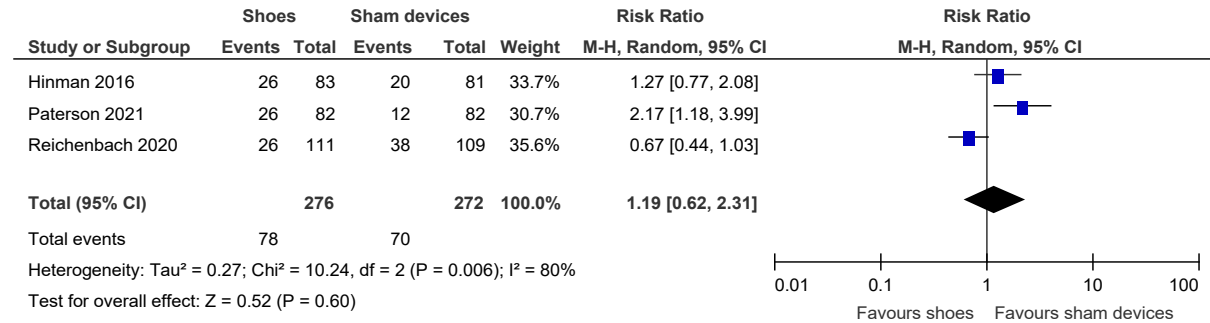 Shoes Sham devices Risk Ratio Risk Ratio
Study or Subgroup Events Total Events Total Weight M-H, Random, 95% CI M-H, Random, 95% CI
Hinman 2016 26 83 20 81 33.7% 1.27 [0.77, 2.08]
Paterson 2021 26 82 12 82 30.7% 2.17 [1.18, 3.99]
Reichenbach 2020 26 111 38 109 35.6% 0.67 [0.44, 1.03]
Total (95% CI) 276 272 100.0% 1.19 [0.62, 2.31]
Total events 78 70
Heterogeneity: Tau² = 0.27; Chi² = 10.24, df = 2 (P = 0.006); I² = 80%
Test for overall effect: Z = 0.52 (P = 0.60)
0.01 0.1 1 10 100
Favours shoes Favours sham devices